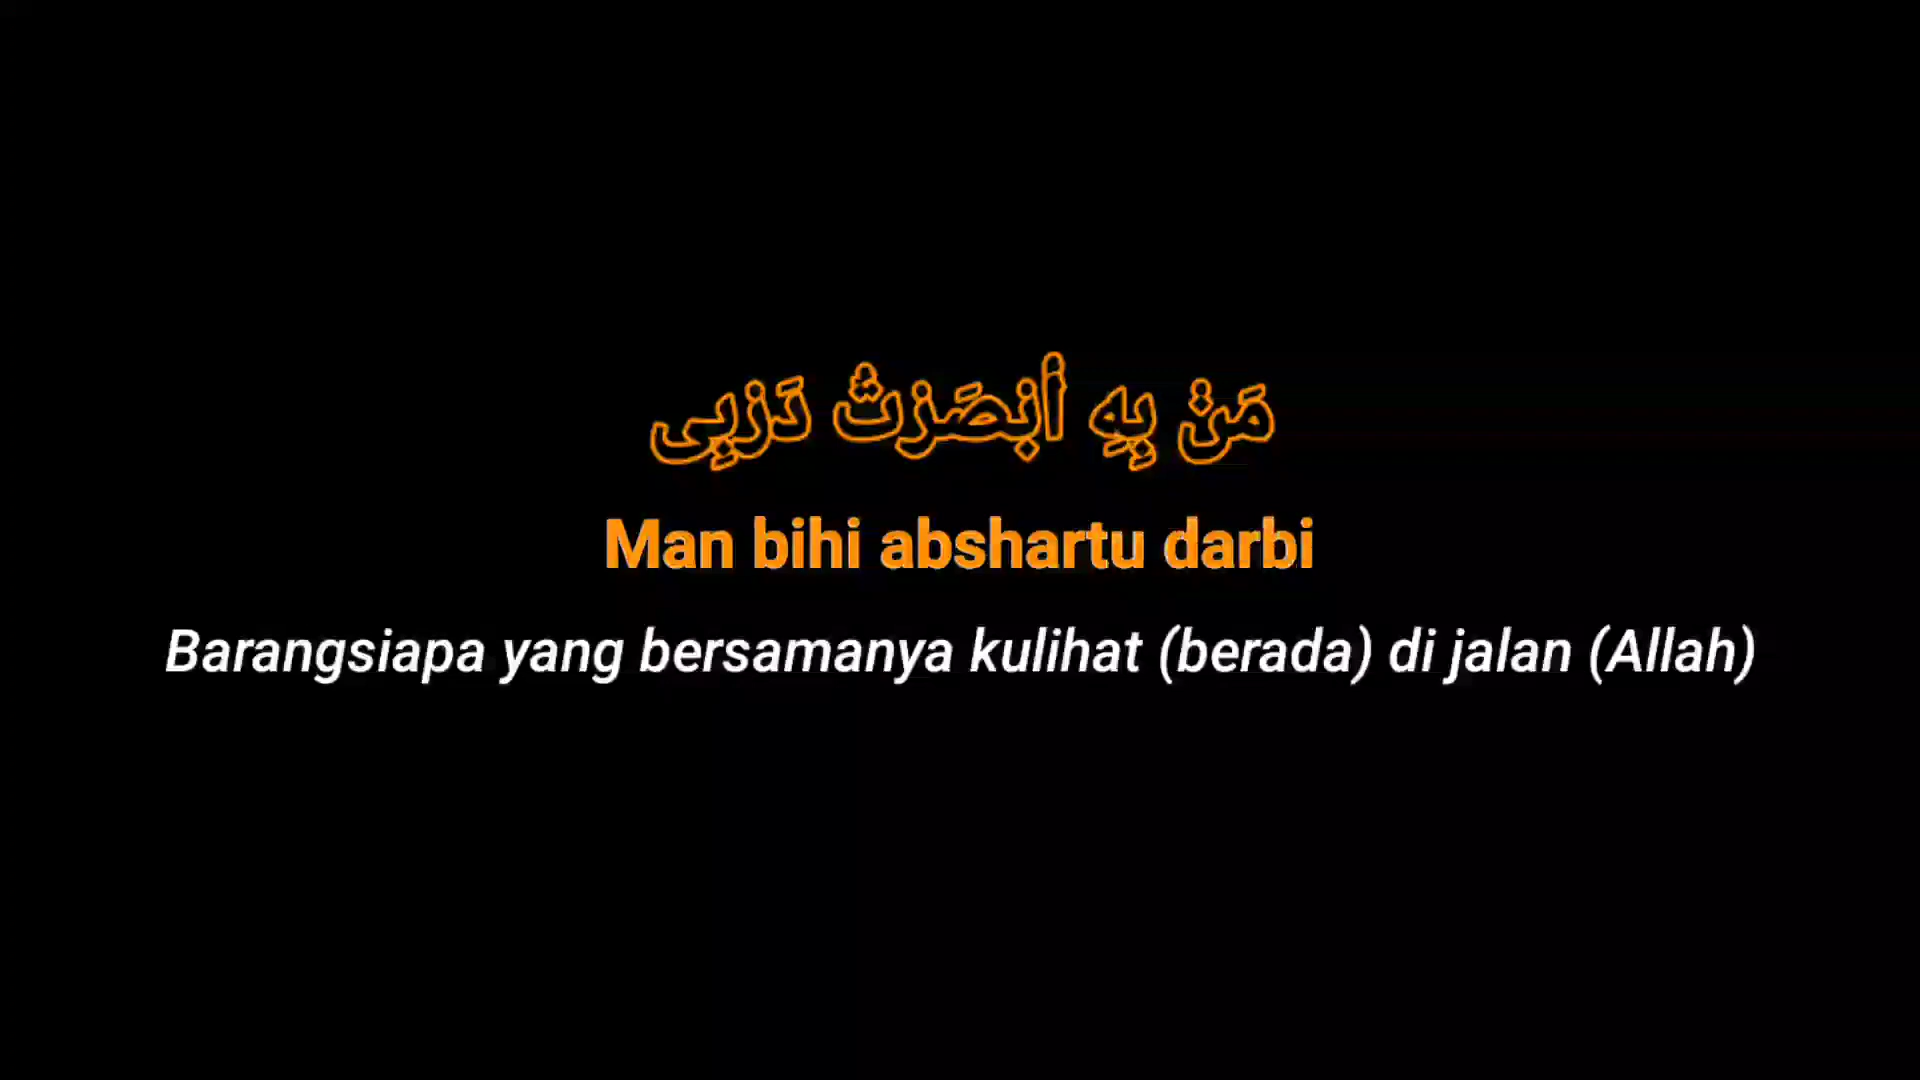 مَنْ بِهِ أَبْصَرْتُ دَرْبِى
Man bihi abshartu darbi
Barangsiapa yang bersamanya kulihat (berada) di jalan (Allah)